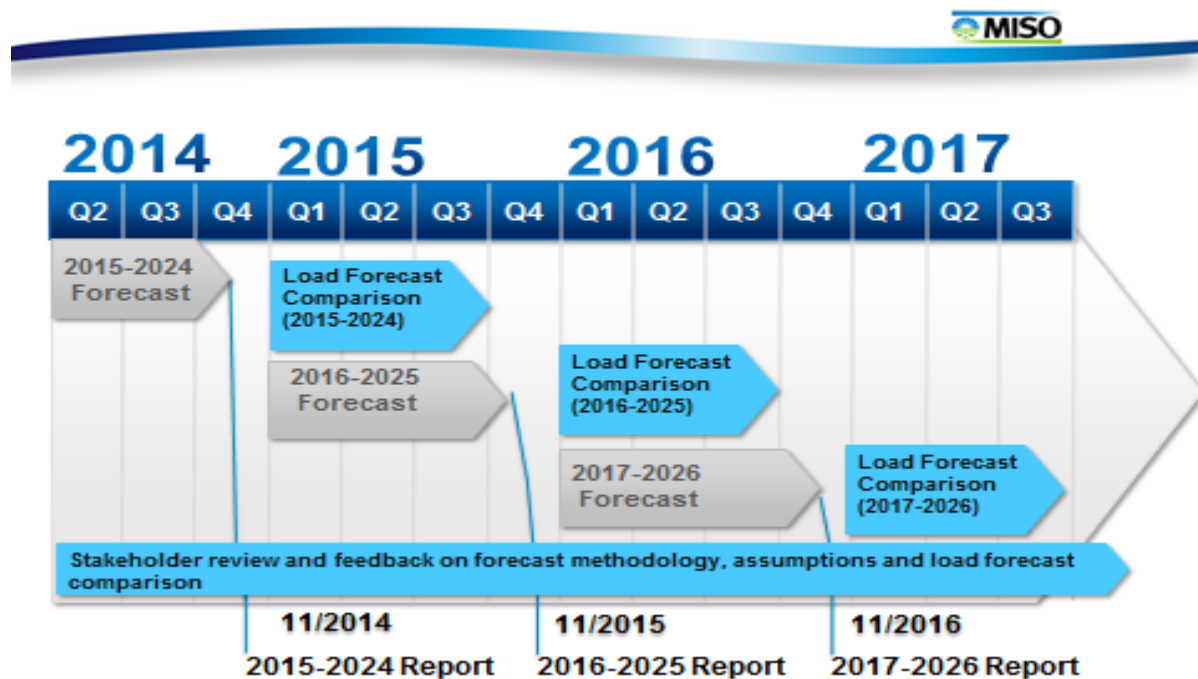 MISO
2014 2015 2016 2017
Q2 Q3 Q4 Q1 Q2 Q3 Q4 Q1 Q2 Q3 Q4 Q1 Q2 Q3
2015-2024
Forecast
Load Forecast
Comparison
(2015-2024)
2016-2025
Forecast
Load Forecast
Comparison
(2016-2025)
2017-2026
Forecast
Load Forecast
Comparison
(2017-2026)
Stakeholder review and feedback on forecast methodology, assumptions and load forecast
comparison
11/2014
2015-2024 Report
11/2015
2016-2025 Report
11/2016
2017-2026 Report